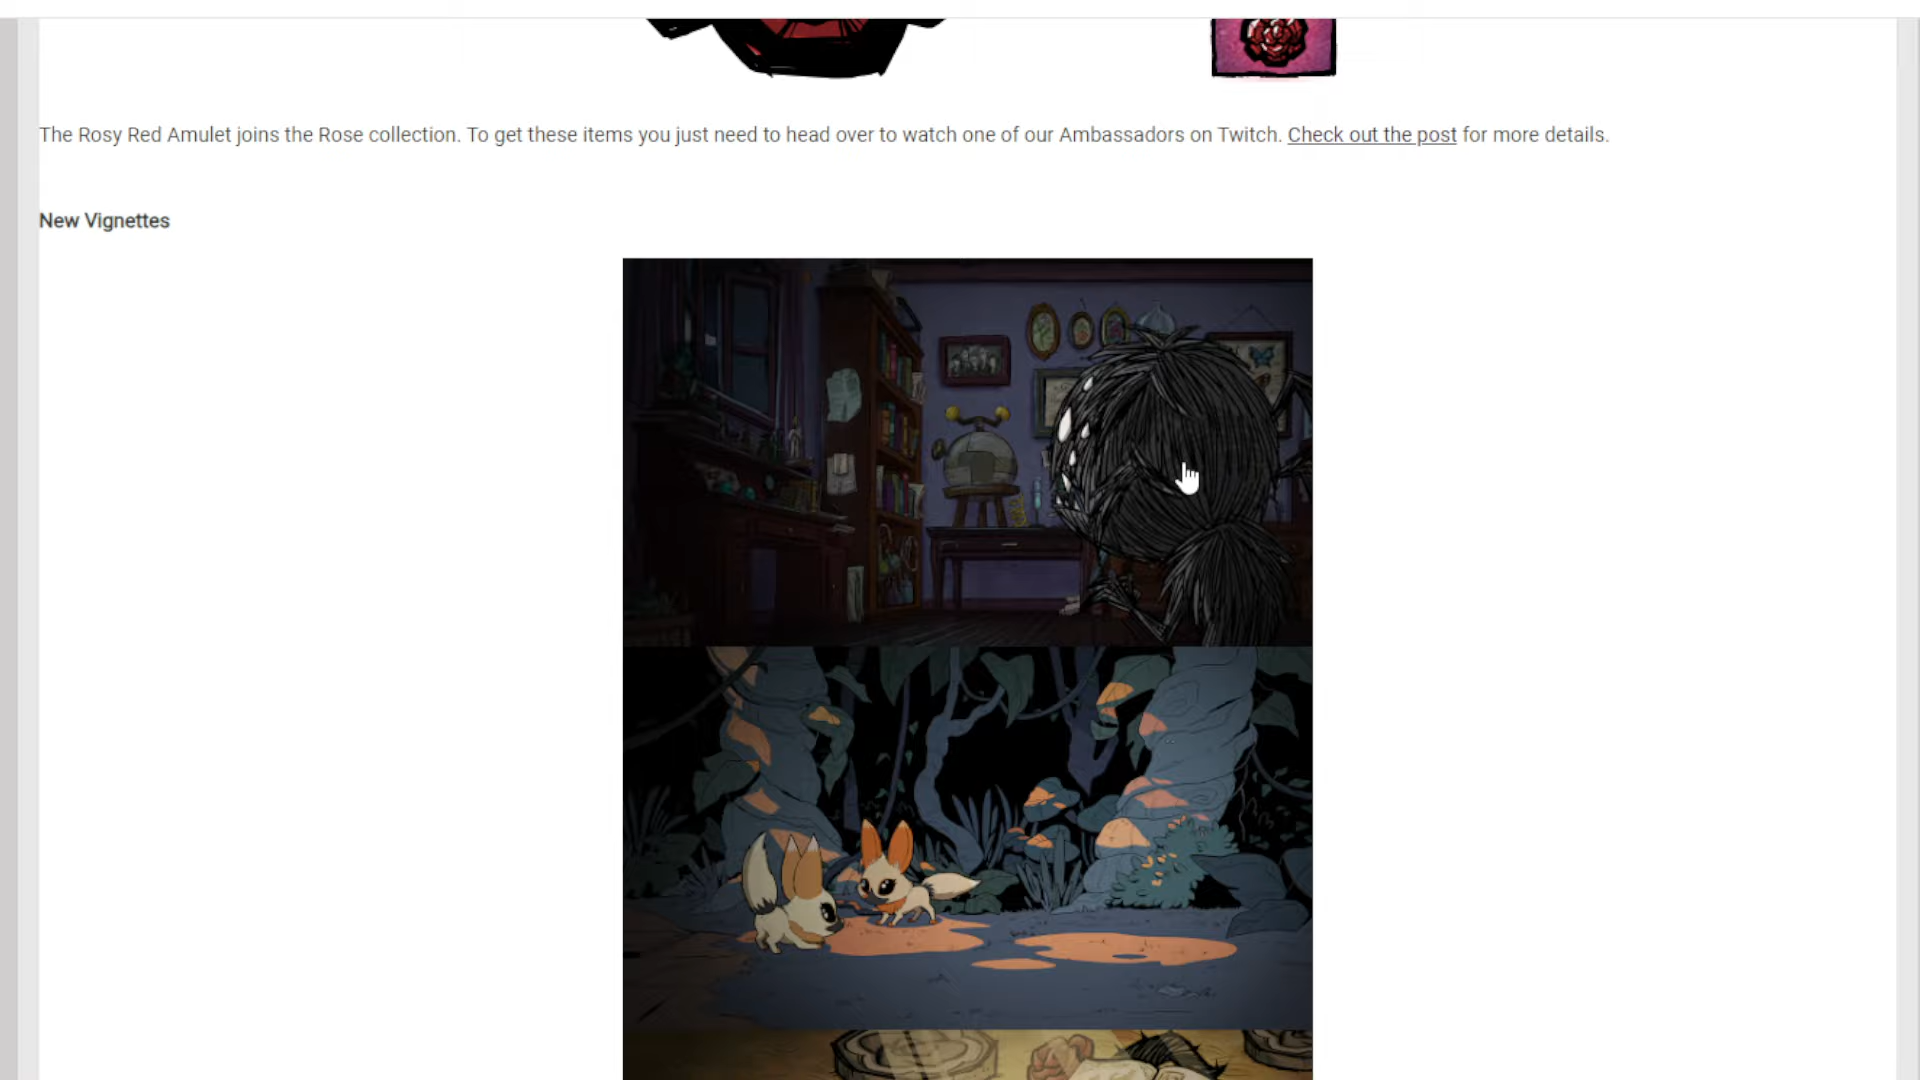 The Rosy Red Amulet joins the Rose collection. To get these items you just need to head over to watch one of our Ambassadors on Twitch. Check out the post for more details.
New Vignettes